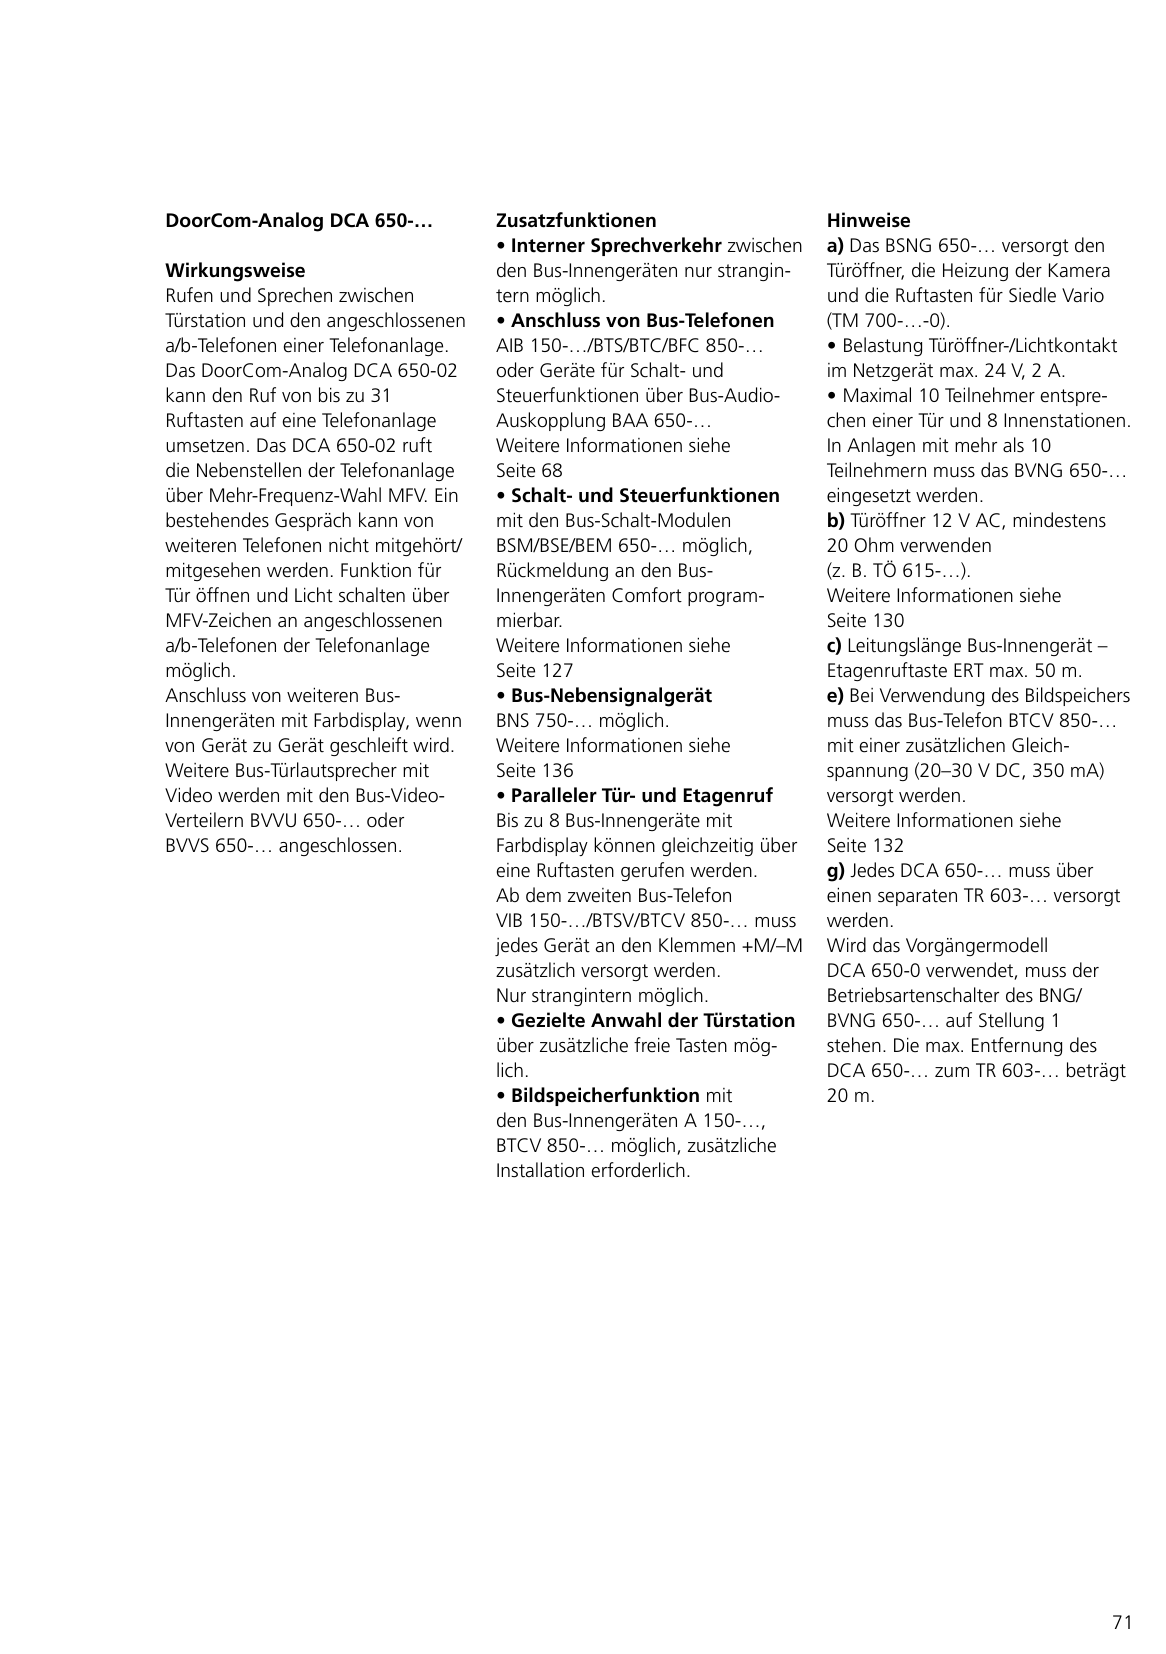 DoorCom-Analog DCA 650-…
Wirkungsweise
Rufen und Sprechen zwischen
Türstation und den angeschlossenen
a/b-Telefonen einer Telefonanlage.
Das DoorCom-Analog DCA 650-02
kann den Ruf von bis zu 31
Ruftasten auf eine Telefonanlage
umsetzen. Das DCA 650-02 ruft
die Nebenstellen der Telefonanlage
über Mehr-Frequenz-Wahl MFV. Ein
bestehendes Gespräch kann von
weiteren Telefonen nicht mitgehört/
mitgesehen werden. Funktion für
Tür öffnen und Licht schalten über
MFV-Zeichen an angeschlossenen
a/b-Telefonen der Telefonanlage
möglich.
Anschluss von weiteren Bus-
Innengeräten mit Farbdisplay, wenn
von Gerät zu Gerät geschleift wird.
Weitere Bus-Türlautsprecher mit
Video werden mit den Bus-Video-
Verteilern BVVU 650-… oder
BVVS 650-… angeschlossen.
Zusatzfunktionen
• Interner Sprechverkehr zwischen
den Bus-Innengeräten nur strangin-
tern möglich.
• Anschluss von Bus-Telefonen
AIB 150-…/BTS/BTC/BFC 850-…
oder Geräte für Schalt- und
Steuerfunktionen über Bus-Audio-
Auskopplung BAA 650-…
Weitere Informationen siehe
Seite 68
• Schalt- und Steuerfunktionen
mit den Bus-Schalt-Modulen
BSM/BSE/BEM 650-… möglich,
Rückmeldung an den Bus-
Innengeräten Comfort program-
mierbar.
Weitere Informationen siehe
Seite 127
• Bus-Nebensignalgerät
BNS 750-… möglich.
Weitere Informationen siehe
Seite 136
• Paralleler Tür- und Etagenruf
Bis zu 8 Bus-Innengeräte mit
Farbdisplay können gleichzeitig über
eine Ruftasten gerufen werden.
Ab dem zweiten Bus-Telefon
VIB 150-…/BTSV/BTCV 850-… muss
jedes Gerät an den Klemmen +M/–M
zusätzlich versorgt werden.
Nur strangintern möglich.
• Gezielte Anwahl der Türstation
über zusätzliche freie Tasten mög-
lich.
• Bildspeicherfunktion mit
den Bus-Innengeräten A 150-…,
BTCV 850-… möglich, zusätzliche
Installation erforderlich.
Hinweise
a) Das BSNG 650-… versorgt den
Türöffner, die Heizung der Kamera
und die Ruftasten für Siedle Vario
(TM 700-…-0).
• Belastung Türöffner-/Lichtkontakt
im Netzgerät max. 24 V, 2 A.
• Maximal 10 Teilnehmer entspre-
chen einer Tür und 8 Innenstationen.
In Anlagen mit mehr als 10
Teilnehmern muss das BVNG 650-…
eingesetzt werden.
b) Türöffner 12 V AC, mindestens
20 Ohm verwenden
(z. B. TÖ 615-…).
Weitere Informationen siehe
Seite 130
c) Leitungslänge Bus-Innengerät –
Etagenruftaste ERT max. 50 m.
e) Bei Verwendung des Bildspeichers
muss das Bus-Telefon BTCV 850-…
mit einer zusätzlichen Gleich-
spannung (20–30 V DC, 350 mA)
versorgt werden.
Weitere Informationen siehe
Seite 132
g) Jedes DCA 650-… muss über
einen separaten TR 603-… versorgt
werden.
Wird das Vorgängermodell
DCA 650-0 verwendet, muss der
Betriebsartenschalter des BNG/
BVNG 650-… auf Stellung 1
stehen. Die max. Entfernung des
DCA 650-… zum TR 603-… beträgt
20 m.
71